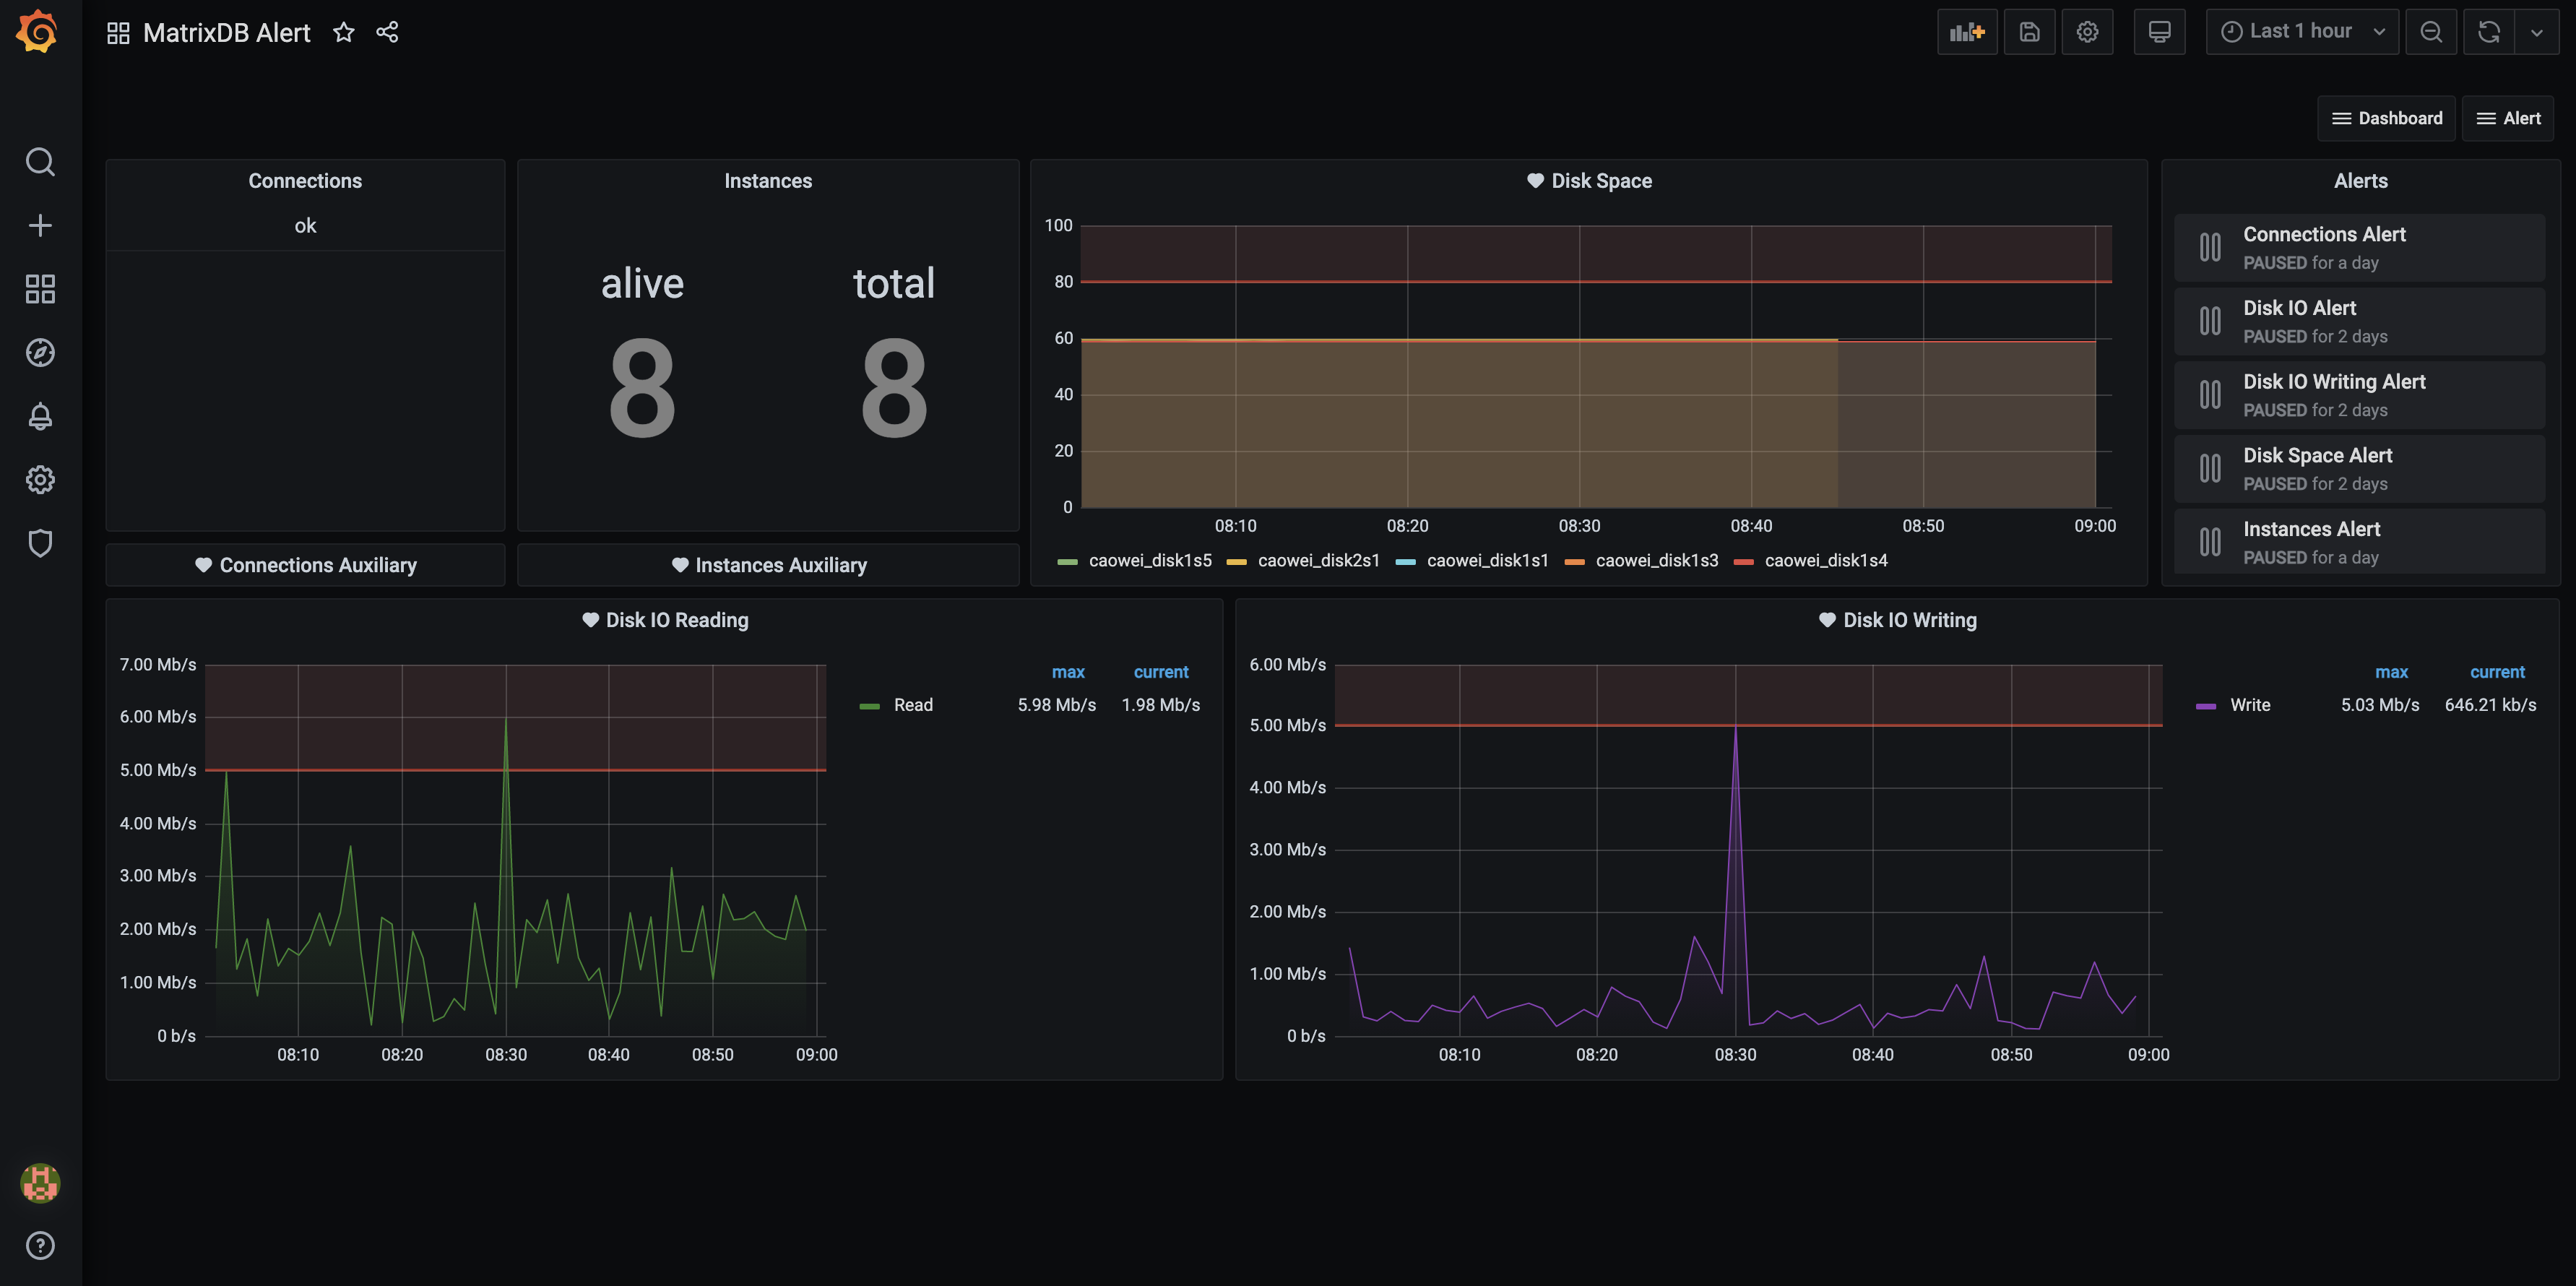 MatrixDB Alert
Last 1 hour
Dashboard
Alert
Connections
ok
Instances
alive
total
8
8
Disk Space
100
80
60
40
20
0
08:10 08:20 08:30 08:40 08:50 09:00
caowei_disk1s5 caowei_disk2s1 caowei_disk1s1 caowei_disk1s3 caowei_disk1s4
Alerts
Connections Alert
PAUSED for a day
Disk IO Alert
PAUSED for 2 days
Disk IO Writing Alert
PAUSED for 2 days
Disk Space Alert
PAUSED for 2 days
Instances Alert
PAUSED for a day
Connections Auxiliary
Instances Auxiliary
Disk IO Reading
7.00 Mb/s
6.00 Mb/s
5.00 Mb/s
4.00 Mb/s
3.00 Mb/s
2.00 Mb/s
1.00 Mb/s
0 b/s
08:10 08:20 08:30 08:40 08:50 09:00
max current
Read 5.98 Mb/s 1.98 Mb/s
Disk IO Writing
6.00 Mb/s
5.00 Mb/s
4.00 Mb/s
3.00 Mb/s
2.00 Mb/s
1.00 Mb/s
0 b/s
08:10 08:20 08:30 08:40 08:50 09:00
max current
Write 5.03 Mb/s 646.21 kb/s